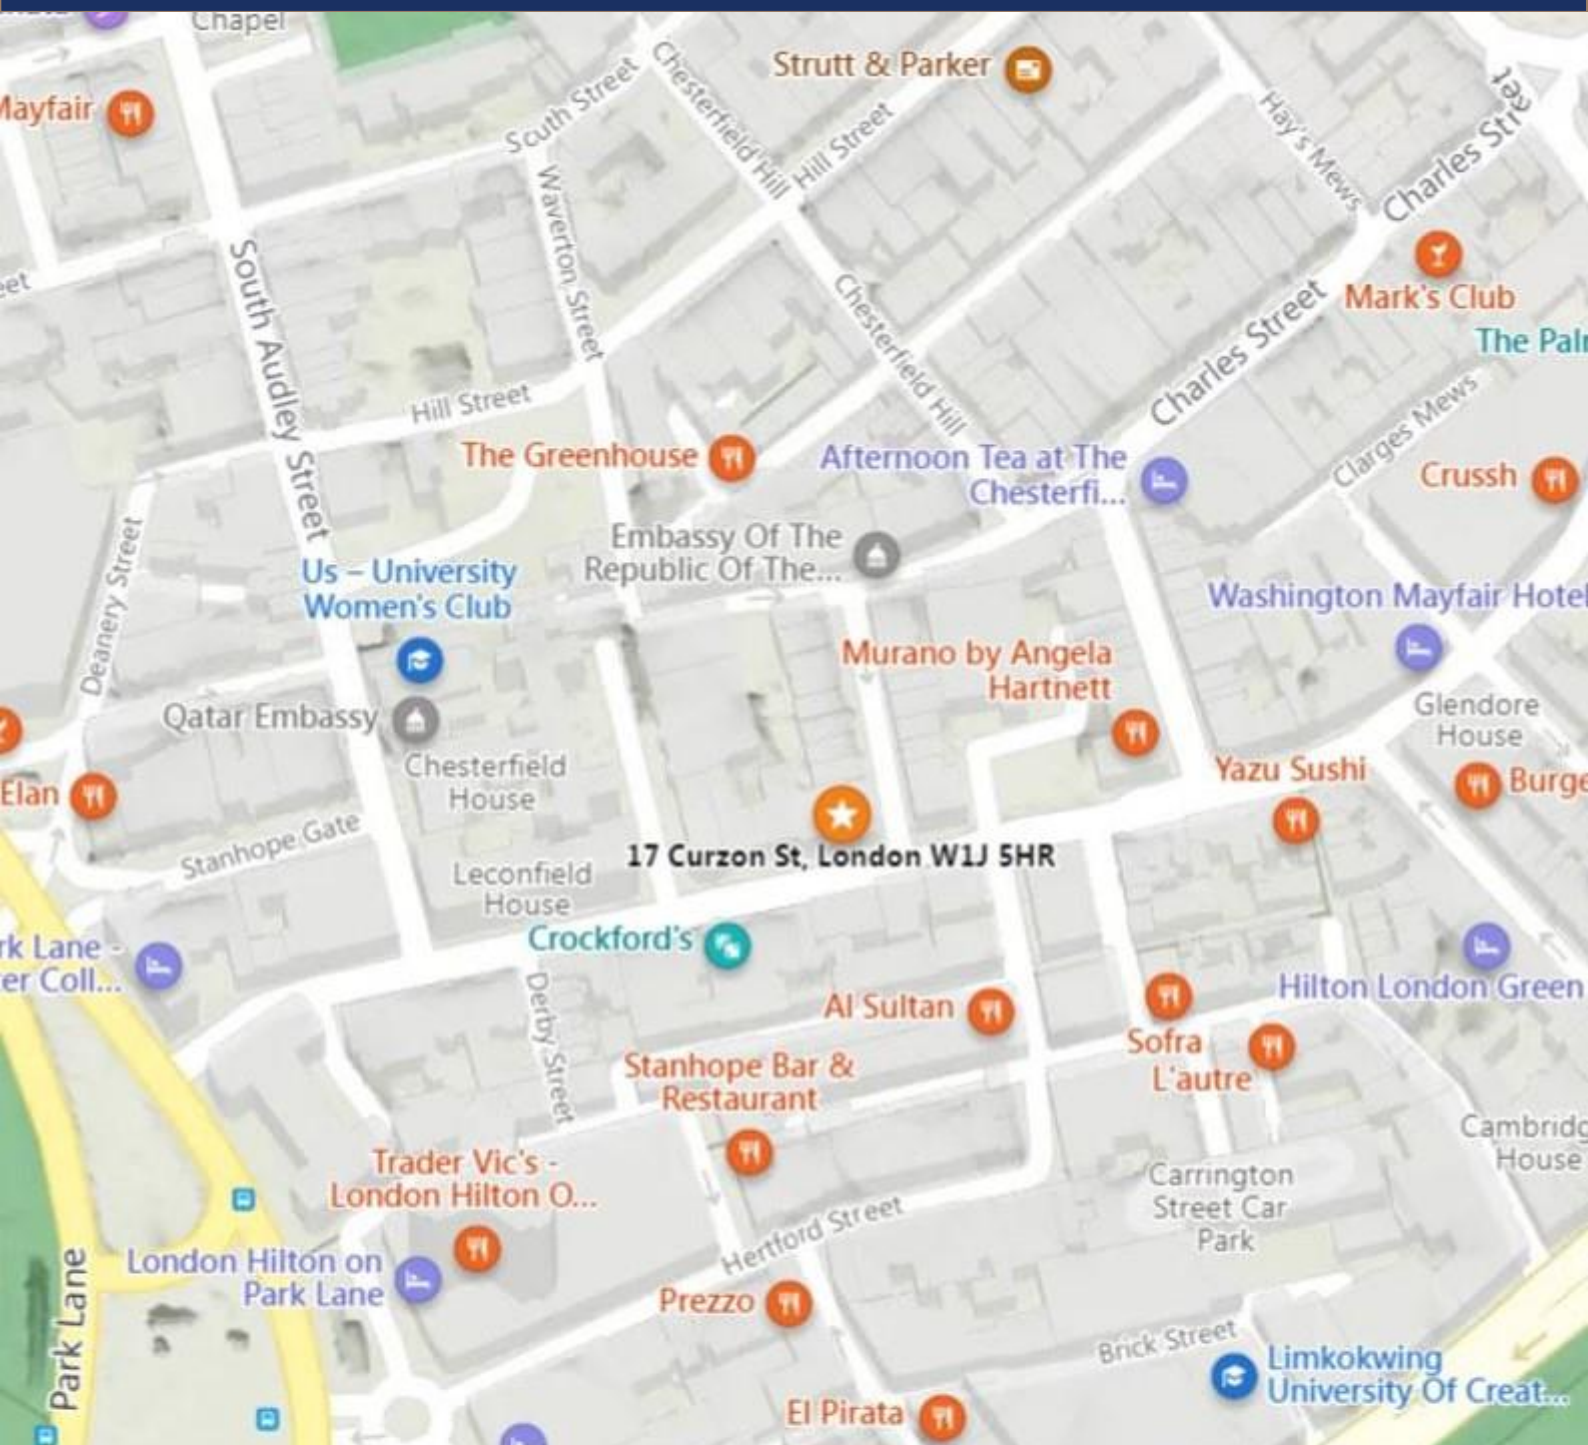 Chapel
Strutt & Parker
Mayfair
South Street
Chesterfield Hill
Hill Street
Hay's Mews
Charles Street
Waverton Street
Mark's Club
South Audley Street
Chesterfield Hill
Charles Street
Clarges Mews
Hill Street
The Greenhouse
Afternoon Tea at The
Chesterfi...
Crussh
Deanery Street
Embassy Of The
Republic Of The...
Us – University
Women's Club
Washington Mayfair Hotel
Murano by Angela
Hartnett
Qatar Embassy
Glendore
House
Chesterfield
House
Yazu Sushi
Elan
Burge
Stanhope Gate
17 Curzon St, London W1J 5HR
Leconfield
House
Crockford's
rk Lane -
er Coll...
Derby Street
Hilton London Green
Al Sultan
Sofra
L'autre
Stanhope Bar &
Restaurant
Cambridg
House
Trader Vic's -
London Hilton O...
Carrington
Street Car
Park
Hertford Street
London Hilton on
Park Lane
Park Lane
Prezzo
Brick Street
Limkokwing
University Of Creat...
El Pirata